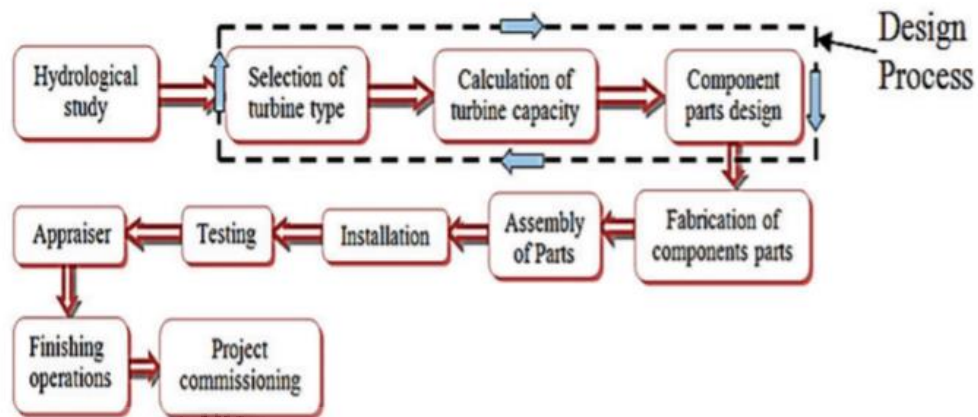 Design
Process
Hydrological
study
Selection of
turbine type
Calculation of
turbine capacity
Component
parts design
Fabrication of
components parts
Assembly
of Parts
Installation
Testing
Appraiser
Finishing
operations
Project
commissioning